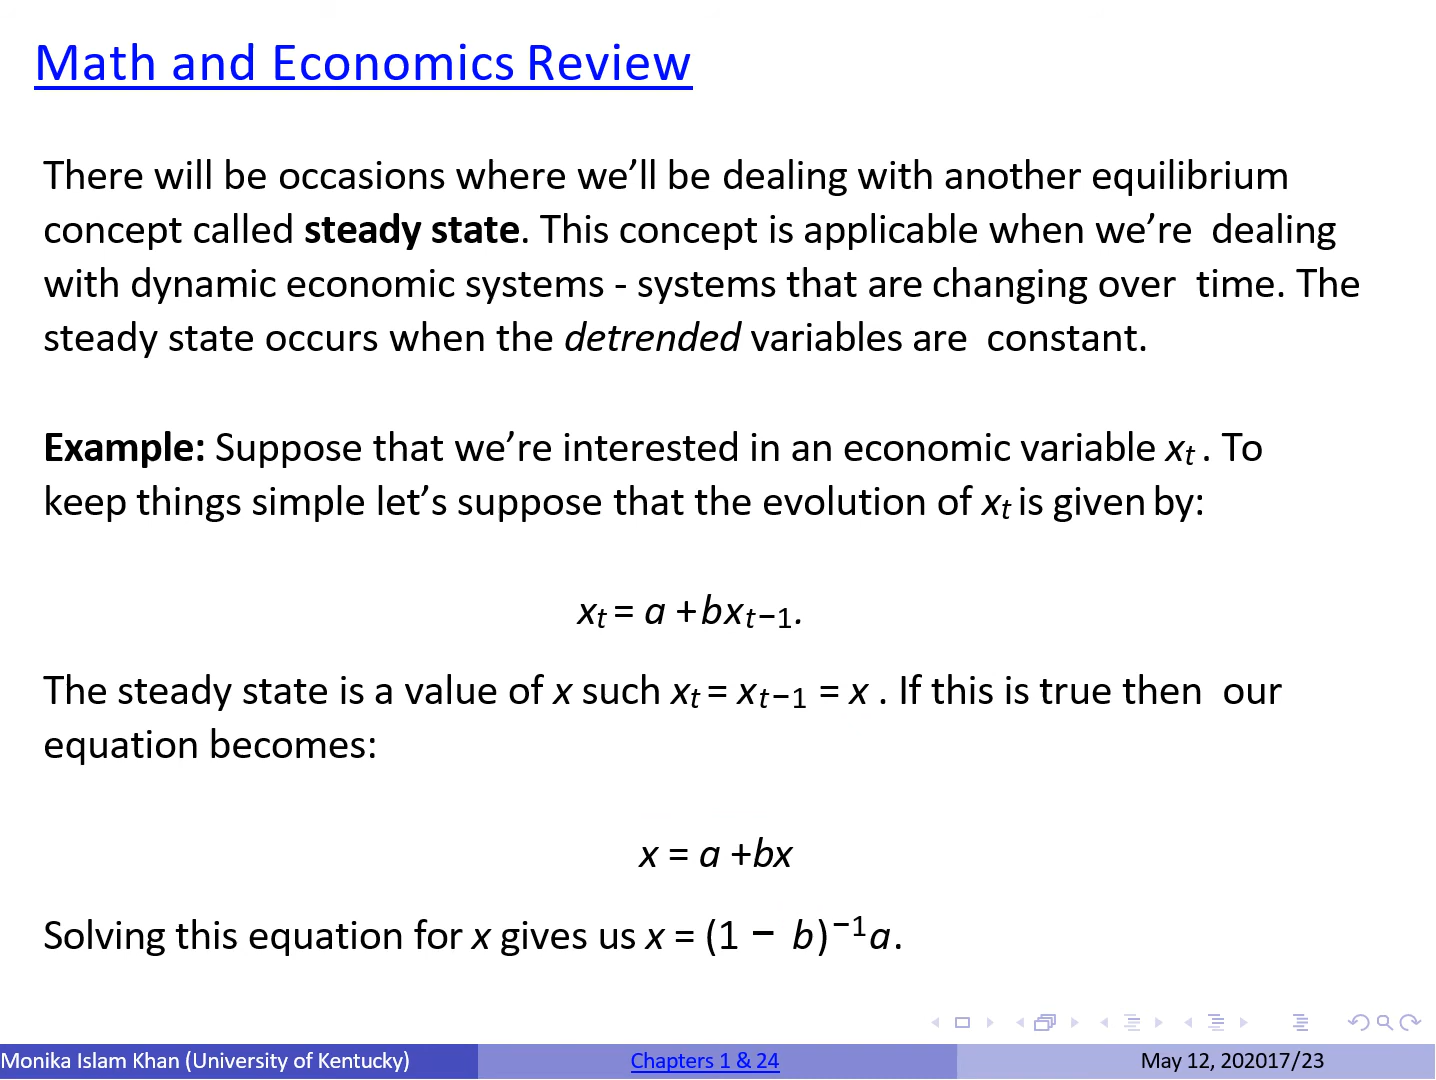 Math and Economics Review
There will be occasions where we’ll be dealing with another equilibrium
concept called steady state. This concept is applicable when we’re dealing
with dynamic economic systems - systems that are changing over time. The
steady state occurs when the detrended variables are constant.
Example: Suppose that we’re interested in an economic variable xₜ . To
keep things simple let’s suppose that the evolution of xₜ is given by:
xₜ = a + bxₜ₋₁.
The steady state is a value of x such xₜ = xₜ₋₁ = x . If this is true then our
equation becomes:
x = a +bx
Solving this equation for x gives us x = (1 − b)⁻¹a.
Monika Islam Khan (University of Kentucky) Chapters 1 & 24 May 12, 202017/23